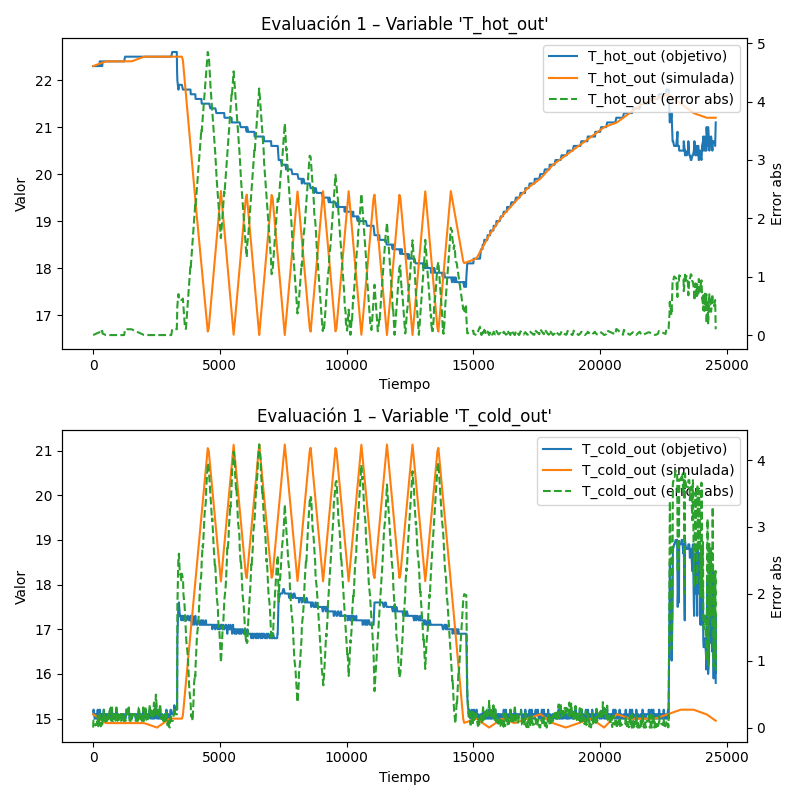 Evaluación 1 – Variable 'T_hot_out'
T_hot_out (objetivo)
T_hot_out (simulada)
T_hot_out (error abs)
Valor
22
21
20
19
18
17
5
4
3
2
1
0
Error abs
0 5000 10000 15000 20000 25000
Tiempo
Evaluación 1 – Variable 'T_cold_out'
T_cold_out (objetivo)
T_cold_out (simulada)
T_cold_out (error abs)
Valor
21
20
19
18
17
16
15
4
3
2
1
0
Error abs
0 5000 10000 15000 20000 25000
Tiempo